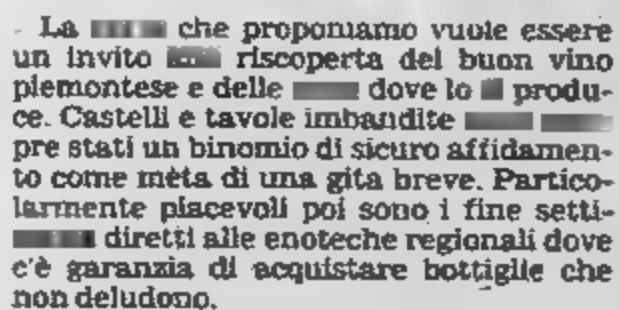 La che proponiamo vuole essere
un invito riscoperta del buon vino
piemontese e delle dove lo produ-
ce. Castelli e tavole imbandite
pre stati un binomio di sicuro affidamen-
to come mèta di una gita breve. Partico-
larmente piacevoli poi sono i fine setti-
diretti alle enoteche regionali dove
c'è garanzia di acquistare bottiglie che
non deludono.